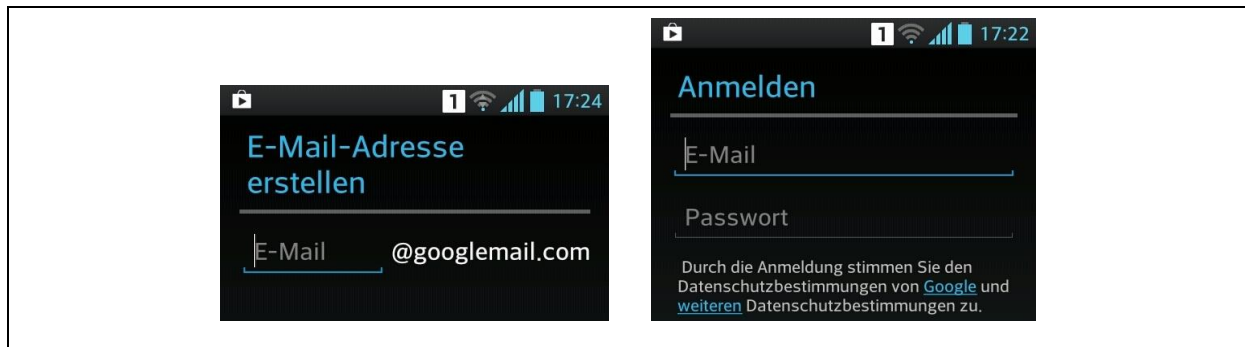 1 17:24
E-Mail-Adresse
erstellen
E-Mail @googlemail.com
1 17:22
Anmelden
E-Mail
Passwort
Durch die Anmeldung stimmen Sie den
Datenschutzbestimmungen von Google und
weiteren Datenschutzbestimmungen zu.